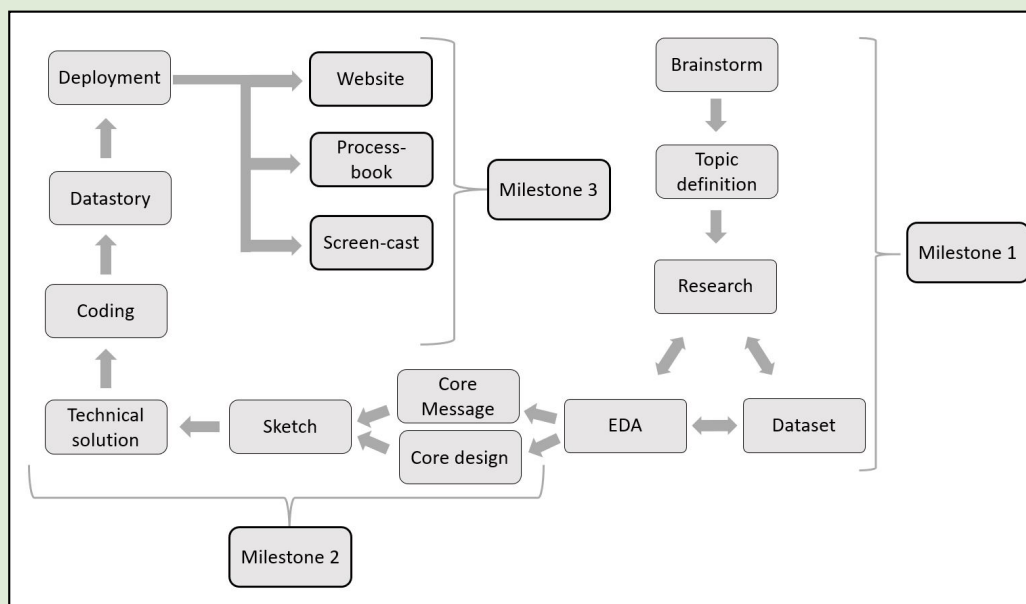 Deployment
Website
Process-
book
Screen-cast
Milestone 3
Datastory
Coding
Technical
solution
Sketch
Core
Message
Core design
Milestone 2
Brainstorm
Topic
definition
Research
EDA
Dataset
Milestone 1